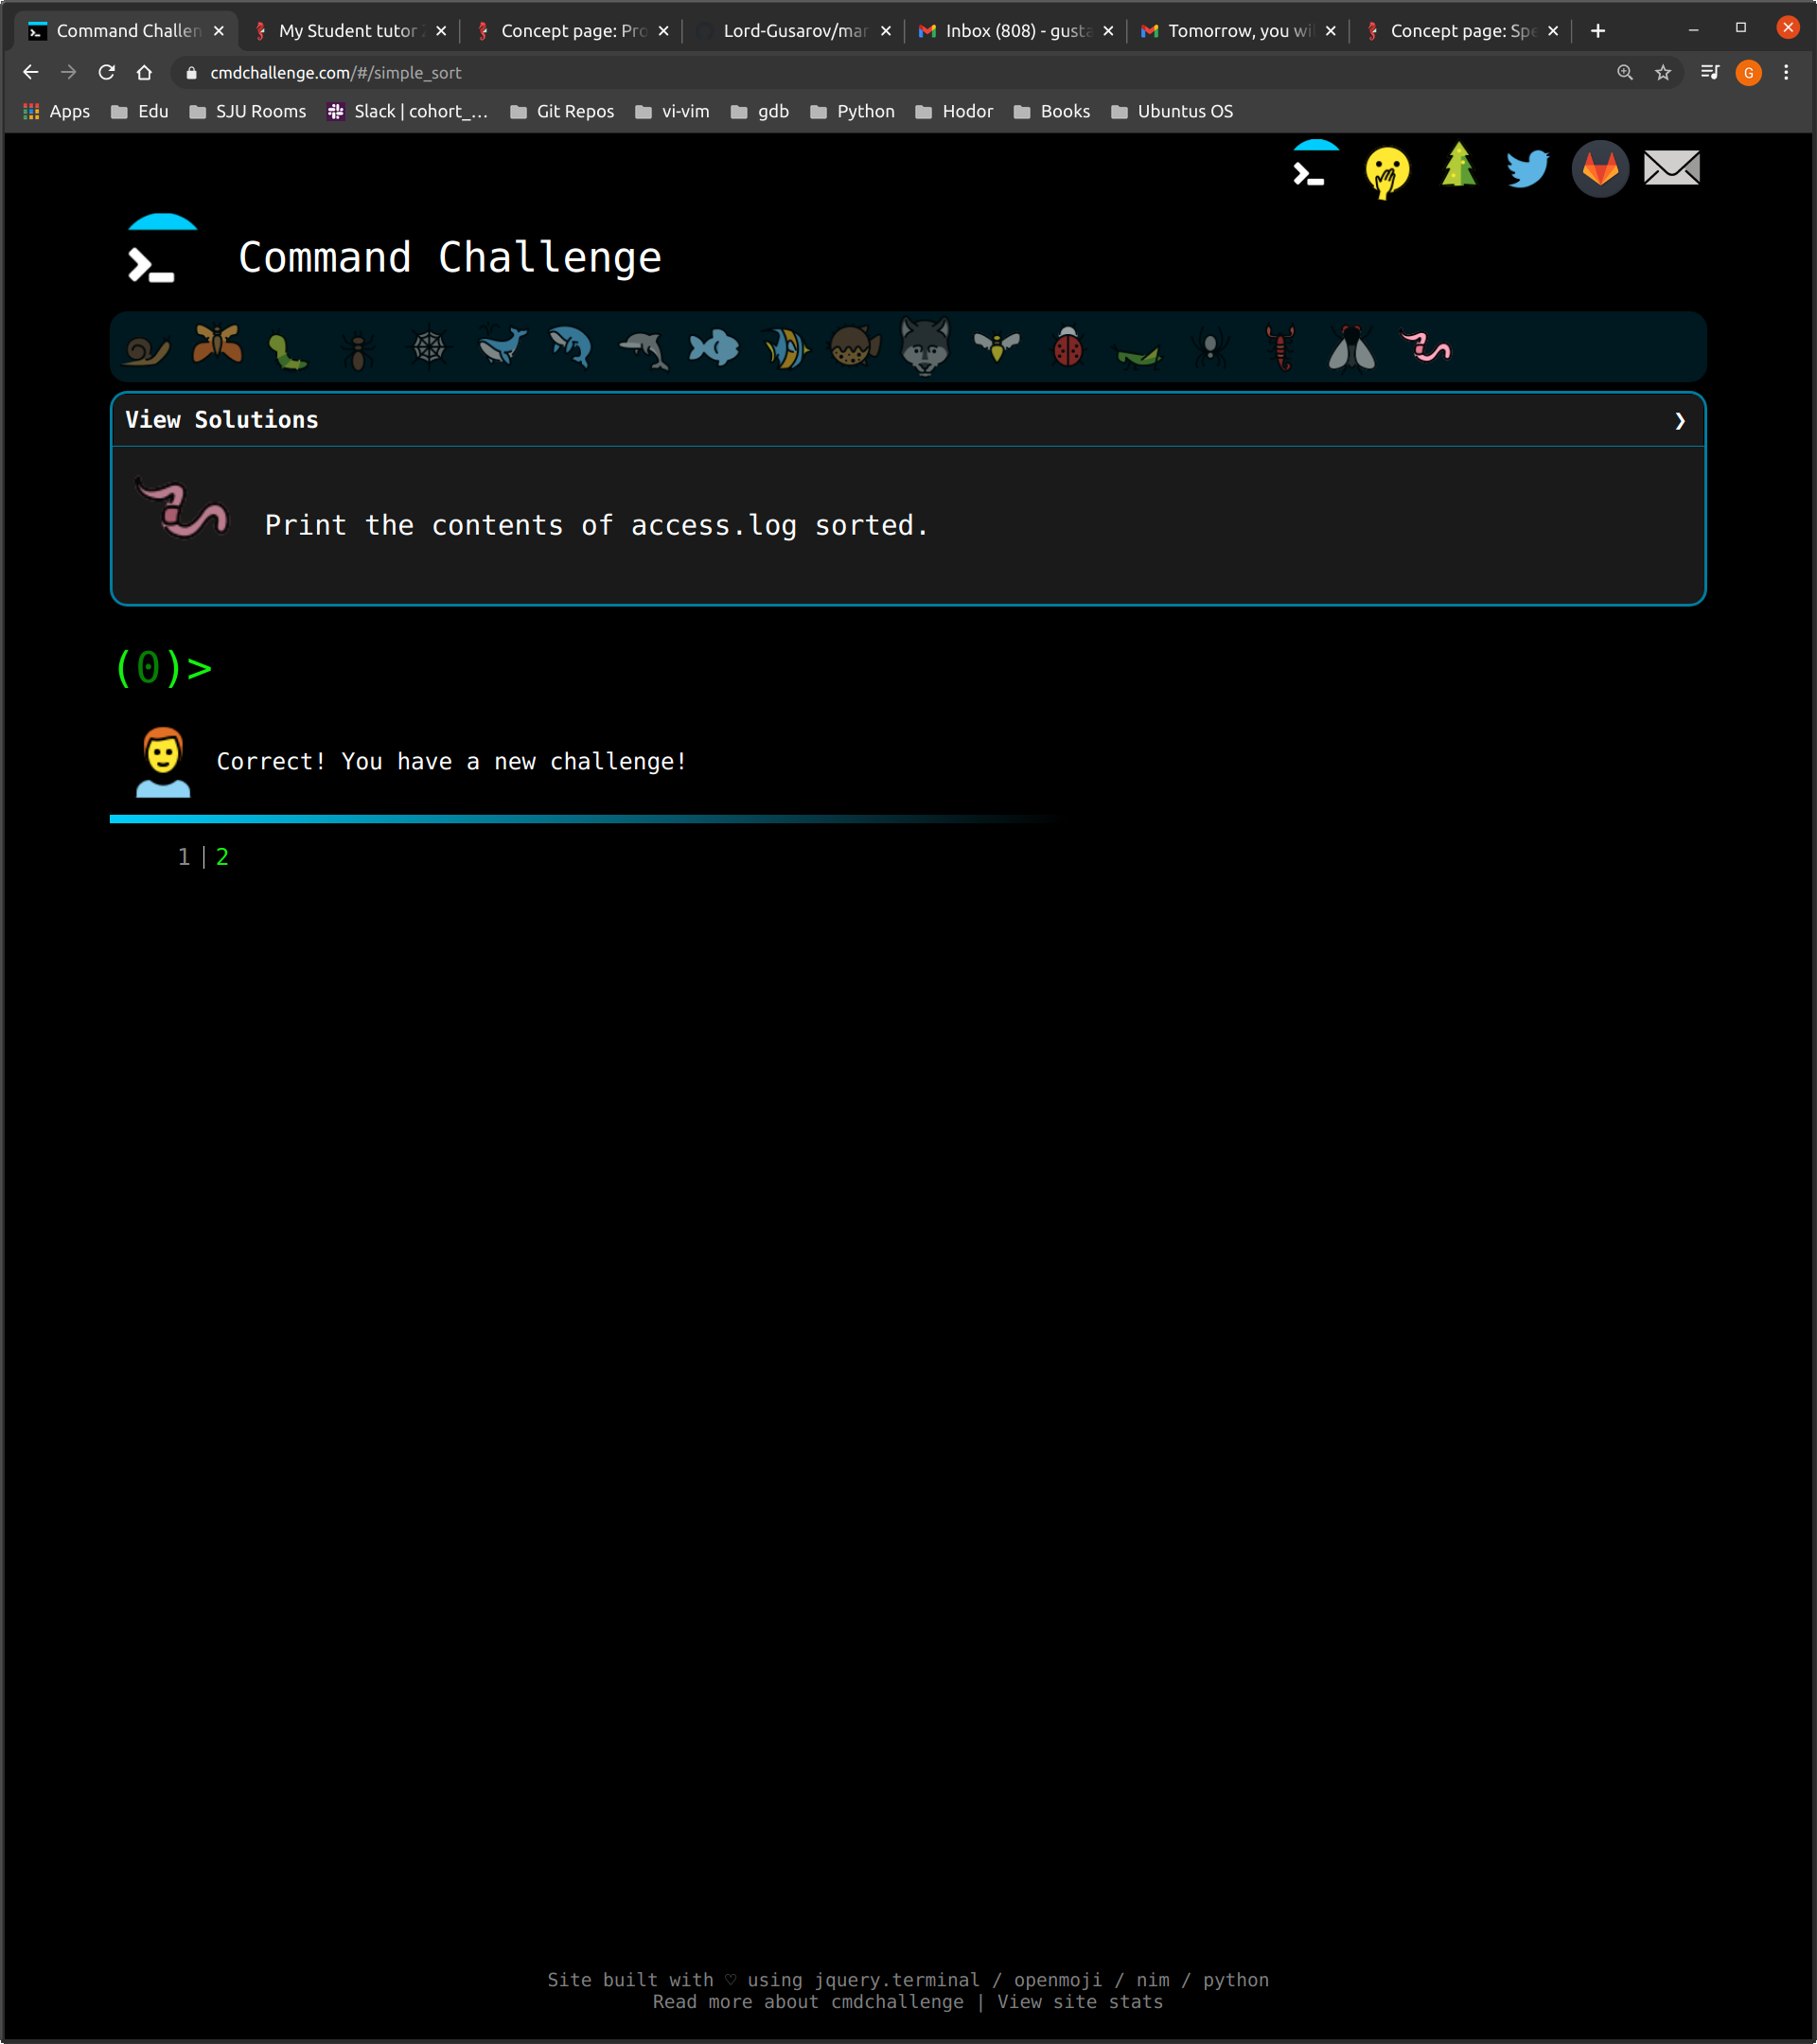 Command Challen
My Student tutor
Concept page: Pro
Lord-Gusarov/mar
Inbox (808) - gusta
Tomorrow, you wi
Concept page: Spe
cmdchallenge.com/#/simple_sort
G
Apps
Edu
SJU Rooms
Slack | cohort_...
Git Repos
vi-vim
gdb
Python
Hodor
Books
Ubuntus OS
Command Challenge
View Solutions
Print the contents of access.log sorted.
(0)>
Correct! You have a new challenge!
1|2
Site built with ♡ using jquery.terminal / openmoji / nim / python
Read more about cmdchallenge | View site stats